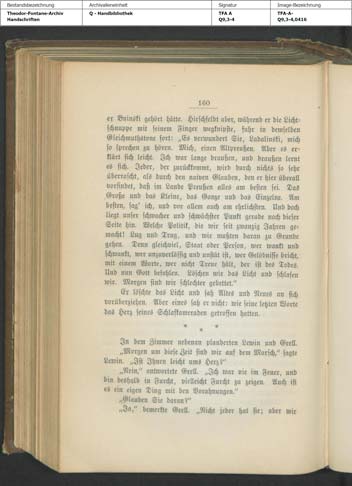 Bestandsbezeichnung
Theodor-Fontane-Archiv
Handschriften
Archivalieneinheit
Q - Handbibliothek
Signatur
TFA A
Q9,3-4
Image-Bezeichnung
TFA-A-
Q9,3-4,0416
160
er Bninski gehört hätte. Hirschfeldt aber, während er die Licht-
schnuppe mit seinem Finger wegknipste, fuhr in demselben
Gleichmuthstone fort: „Es verwundert Sie, Ladalinski, mich
so sprechen zu hören. Mich, einen Altpreußen. Aber es er-
klärt sich leicht. Ich war lange draußen, und draußen lernt
es sich. Jeder, der zurückkommt, wird durch nichts so sehr
überrascht, als durch den naiven Glauben, den er hier überall
vorfindet, daß im Lande Preußen alles am besten sei. Das
Große und das Kleine, das Ganze und das Einzelne. Am
besten, sag' ich, und vor allem auch am ehrlichsten. Und doch
liegt unser schwacher und schwächster Punkt gerade nach dieser
Seite hin. Welche Politik, die wir seit zwanzig Jahren ge-
macht! Lug und Trug, und wir mußten daran zu Grunde
gehen. Denn gleichviel, Staat oder Person, wer wankt und
schwankt, wer unzuverlässig und unstät ist, wer Gelöbnisse bricht,
mit einem Worte, wer nicht Treue hält, der ist des Todes.
Und nun Gott befohlen. Löschen wir das Licht und schlafen
wir. Morgen sind wir schlechter gebettet.“
Er löschte das Licht und sah Altes und Neues an sich
vorüberziehen. Aber eines sah er nicht: wie seine letzten Worte
das Herz seines Schlafkameraden getroffen hatten.
* * *
In dem Zimmer nebenan plauderten Lewin und Grell.
„Morgen um diese Zeit sind wir auf dem Marsch,“ sagte
Lewin. „Ist Ihnen leicht ums Herz?“
„Nein,“ antwortete Grell. „Ich war nie im Feuer, und
bin deshalb in Furcht, vielleicht Furcht zu zeigen. Auch ist
es ein eigen Ding mit den Vorahnungen.“
„Glauben Sie daran?“
„Ja,“ bemerkte Grell. „Nicht jeder hat sie; aber wir